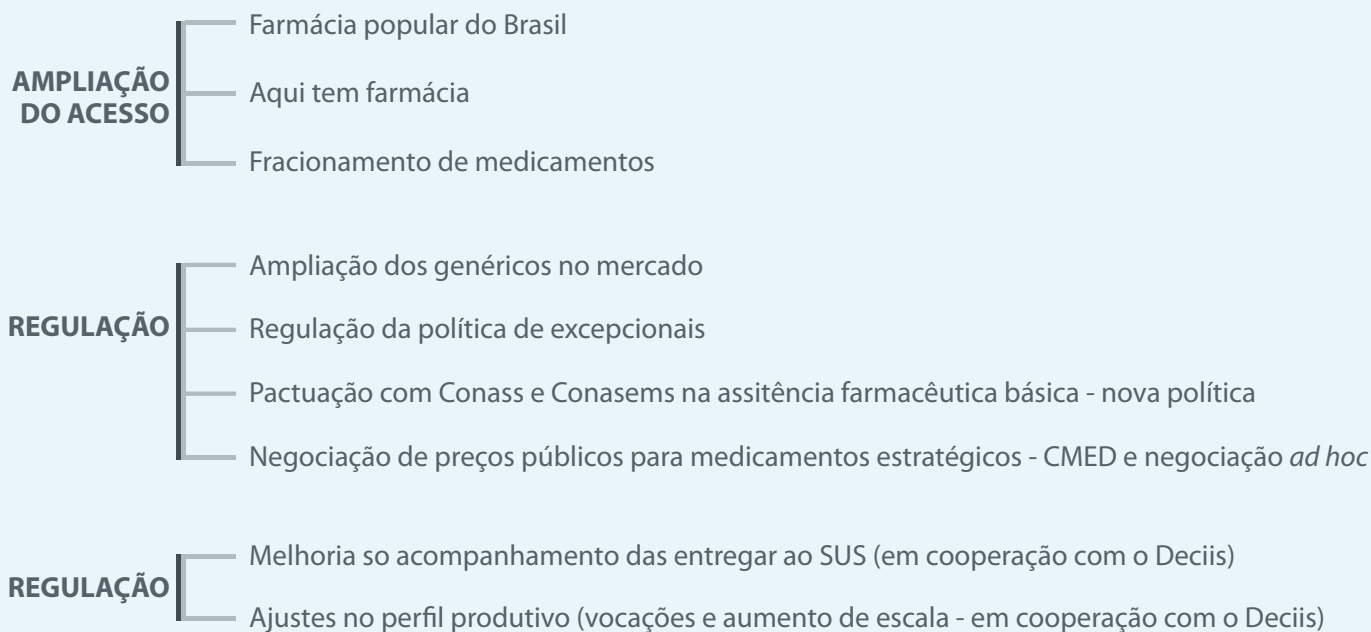 AMPLIAÇÃO
DO ACESSO
Farmácia popular do Brasil
Aqui tem farmácia
Fracionamento de medicamentos
REGULAÇÃO
Ampliação dos genéricos no mercado
Regulação da política de excepcionais
Pactuação com Conass e Conasems na assitência farmacêutica básica - nova política
Negociação de preços públicos para medicamentos estratégicos - CMED e negociação ad hoc
REGULAÇÃO
Melhoria so acompanhamento das entregar ao SUS (em cooperação com o Deciis)
Ajustes no perfil produtivo (vocações e aumento de escala - em cooperação com o Deciis)